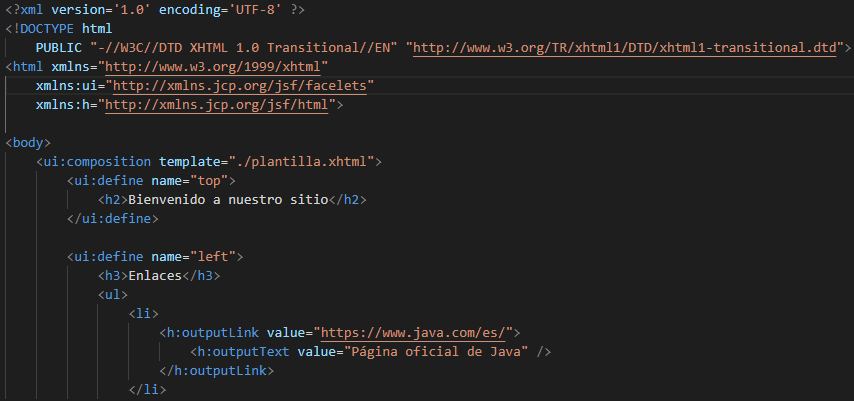 <?xml version='1.0' encoding='UTF-8' ?>
<!DOCTYPE html
    PUBLIC "-//W3C//DTD XHTML 1.0 Transitional//EN" "http://www.w3.org/TR/xhtml1/DTD/xhtml1-transitional.dtd">
<html xmlns="http://www.w3.org/1999/xhtml"
    xmlns:ui="http://xmlns.jcp.org/jsf/facelets"
    xmlns:h="http://xmlns.jcp.org/jsf/html">

<body>
    <ui:composition template="./plantilla.xhtml">
        <ui:define name="top">
            <h2>Bienvenido a nuestro sitio</h2>
        </ui:define>

        <ui:define name="left">
            <h3>Enlaces</h3>
            <ul>
                <li>
                    <h:outputLink value="https://www.java.com/es/">
                        <h:outputText value="Página oficial de Java" />
                    </h:outputLink>
                </li>